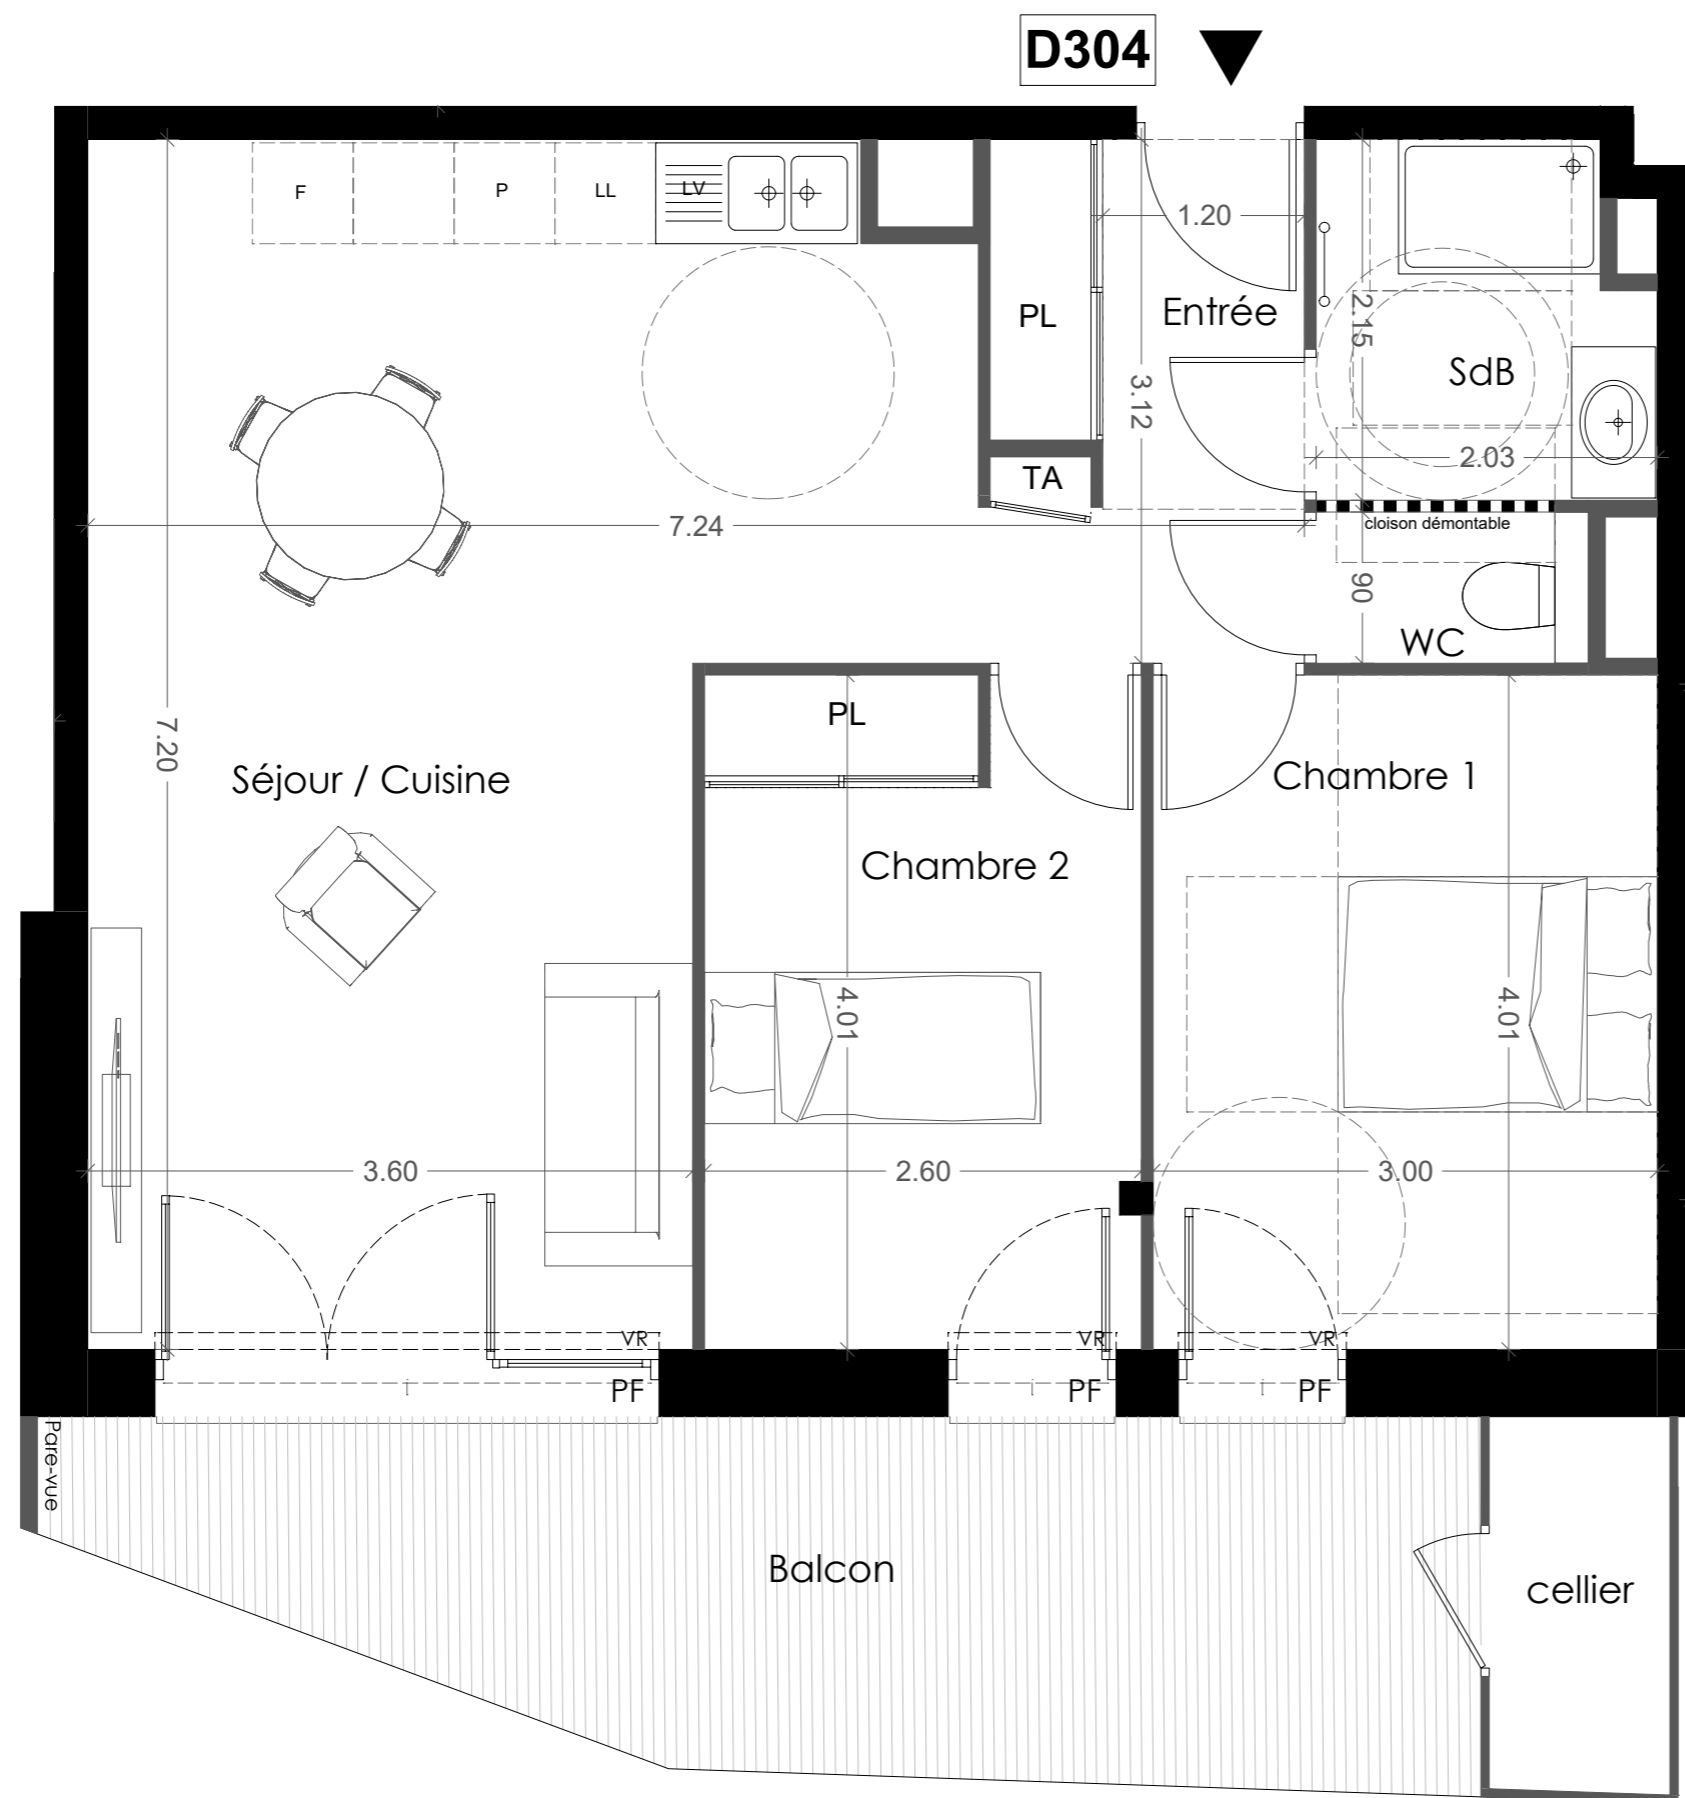 D304
F
P
LL
LV
1.20
PL
Entrée
2.15
SdB
3.12
2.03
TA
7.24
cloison démontable
90
WC
PL
7.20
Séjour / Cuisine
Chambre 1
Chambre 2
4.01
4.01
3.60
2.60
3.00
VR
VR
VR
PF
PF
PF
Pare-vue
Balcon
cellier